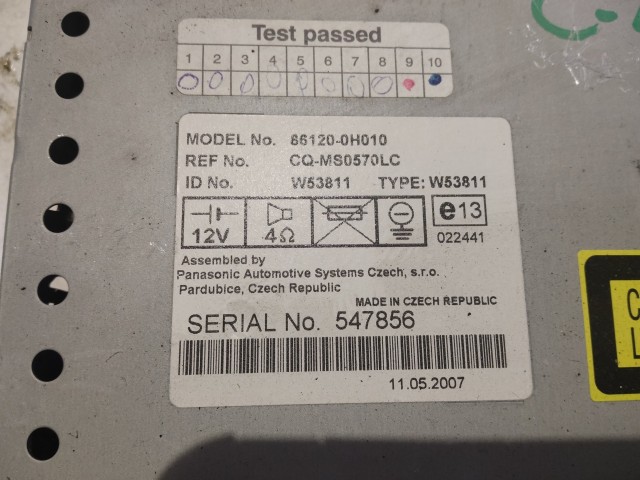 Test passed
1 2 3 4 5 6 7 8 9 10
MODEL No. 86120-0H010
REF No. CQ-MS0570LC
ID No. W53811 TYPE: W53811
12V 4Ω e13
022441
Assembled by
Panasonic Automotive Systems Czech, s.r.o.
Pardubice, Czech Republic
MADE IN CZECH REPUBLIC
SERIAL No. 547856
11.05.2007
C
L